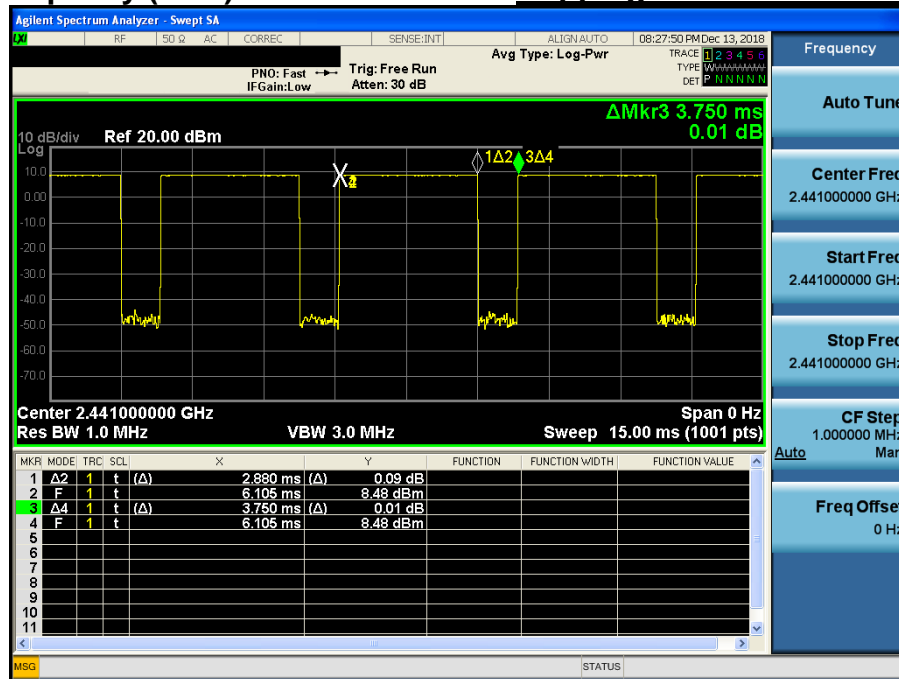 Agilent Spectrum Analyzer - Swept SA
LXI RF 50 Ω AC CORREC SENSE:INT ALIGNAUTO 08:27:50 PM Dec 13, 2018
Avg Type: Log-Pwr TRACE 1 2 3 4 5 6
PNO: Fast Trig: Free Run TYPE
IFGain:Low Atten: 30 dB DET P N N N N N
Frequency
Auto Tune
Center Freq
2.441000000 GHz
Start Freq
2.441000000 GHz
Stop Freq
2.441000000 GHz
CF Step
1.000000 MHz
Auto Man
Freq Offset
0 Hz
ΔMkr3 3.750 ms
0.01 dB
10 dB/div Ref 20.00 dBm
Log
1Δ2 3Δ4
10.0
0.00
-10.0
-20.0
-30.0
-40.0
-50.0
-60.0
-70.0
Center 2.441000000 GHz Span 0 Hz
Res BW 1.0 MHz VBW 3.0 MHz Sweep 15.00 ms (1001 pts)
MKR MODE TRC SCL X Y FUNCTION FUNCTION WIDTH FUNCTION VALUE
1 Δ2 1 t (Δ) 2.880 ms (Δ) 0.09 dB
2 F 1 t 6.105 ms 8.48 dBm
3 Δ4 1 t (Δ) 3.750 ms (Δ) 0.01 dB
4 F 1 t 6.105 ms 8.48 dBm
5
6
7
8
9
10
11
MSG STATUS